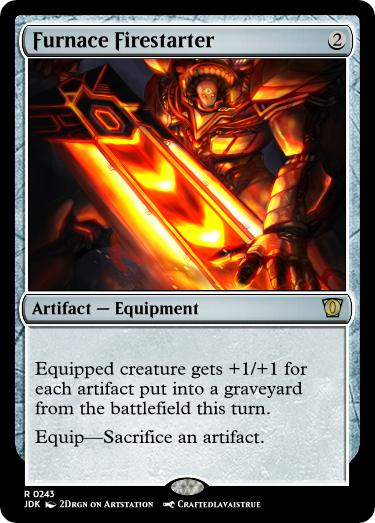 Furnace Firestarter 2
Artifact — Equipment
Equipped creature gets +1/+1 for
each artifact put into a graveyard
from the battlefield this turn.
Equip—Sacrifice an artifact.
R 0243
JDK 2Drgn on Artstation Craftedlavaistrue